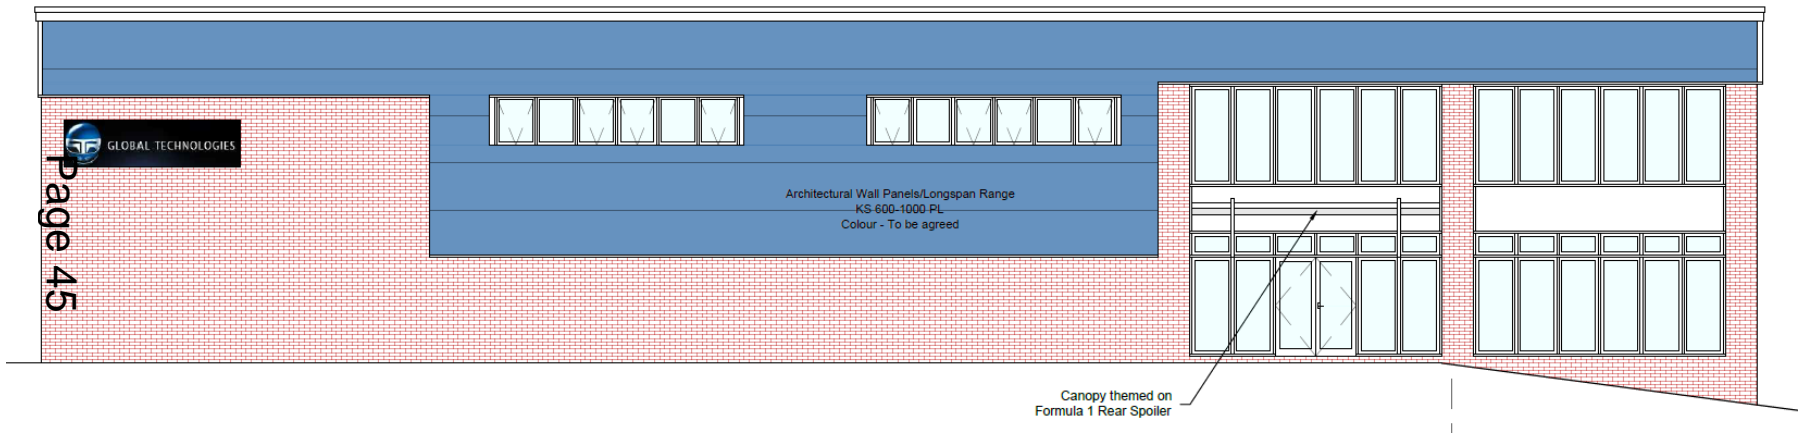 GLOBAL TECHNOLOGIES
Page 45
Architectural Wall Panels/Longspan Range
KS 600-1000 PL
Colour - To be agreed
Canopy themed on
Formula 1 Rear Spoiler